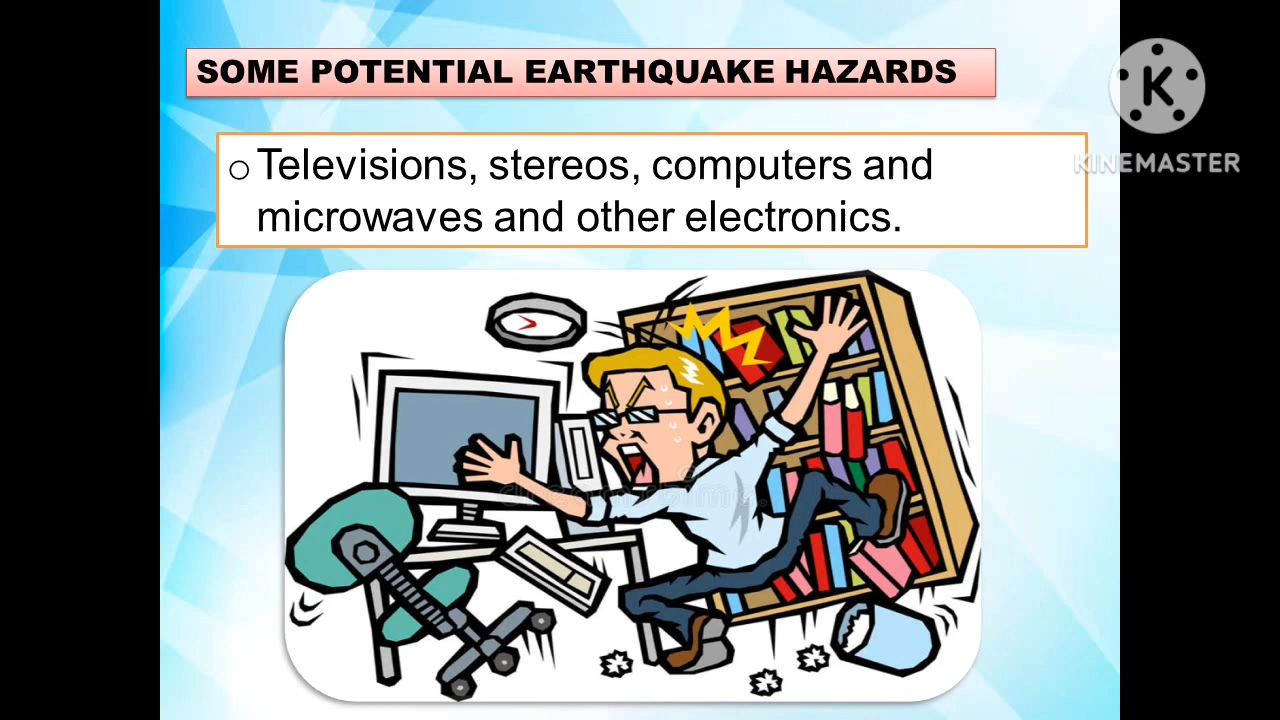 SOME POTENTIAL EARTHQUAKE HAZARDS
K
KINEMASTER
○ Televisions, stereos, computers and
microwaves and other electronics.